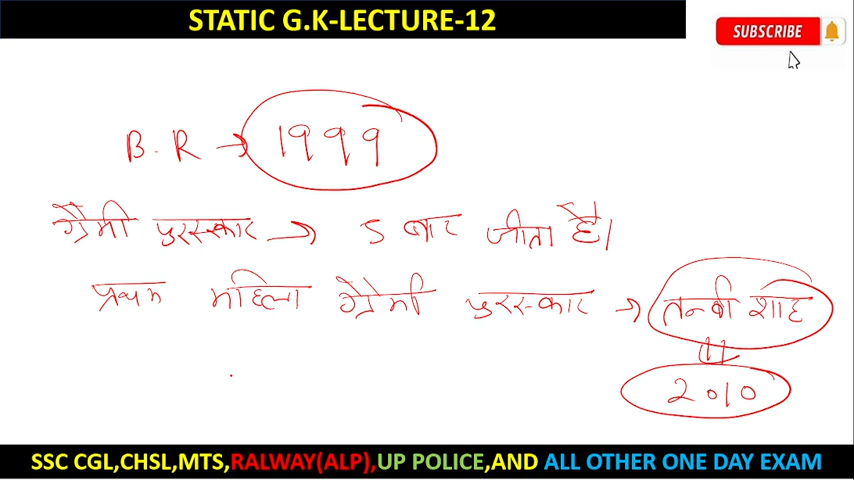 STATIC G.K-LECTURE-12
SUBSCRIBE
B.R → 1999
ग्रैमी पुरस्कार → 5 बार जीता है।
प्रथम महिला ग्रैमी पुरस्कार → तन्वी शाह
2010
SSC CGL,CHSL,MTS,RALWAY(ALP),UP POLICE,AND ALL OTHER ONE DAY EXAM